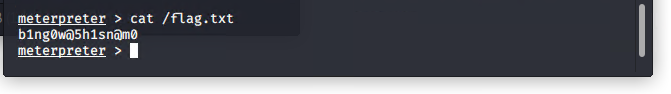 meterpreter > cat /flag.txt
b1ng0w@5h1sn@m0
meterpreter >